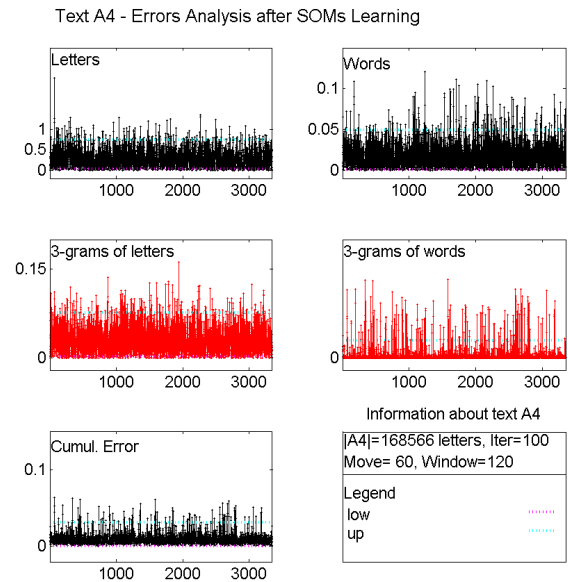 Text A4 - Errors Analysis after SOMs Learning
Letters
1
0.5
0
1000 2000 3000
Words
0.1
0.05
0
1000 2000 3000
3-grams of letters
0.15
0
1000 2000 3000
3-grams of words
0
1000 2000 3000
Cumul. Error
0.1
0
1000 2000 3000
Information about text A4
|A4|=168566 letters, Iter=100
Move= 60, Window=120
Legend
low
up